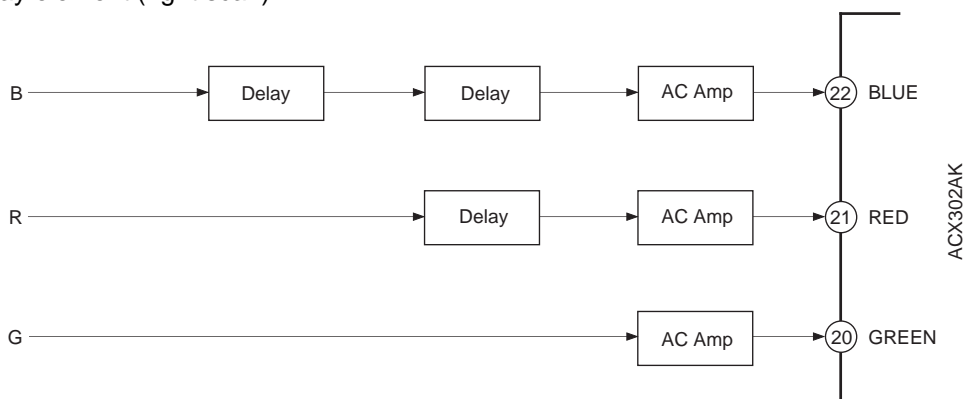 B Delay Delay AC Amp 22 BLUE
R Delay AC Amp 21 RED
G AC Amp 20 GREEN
ACX302AK